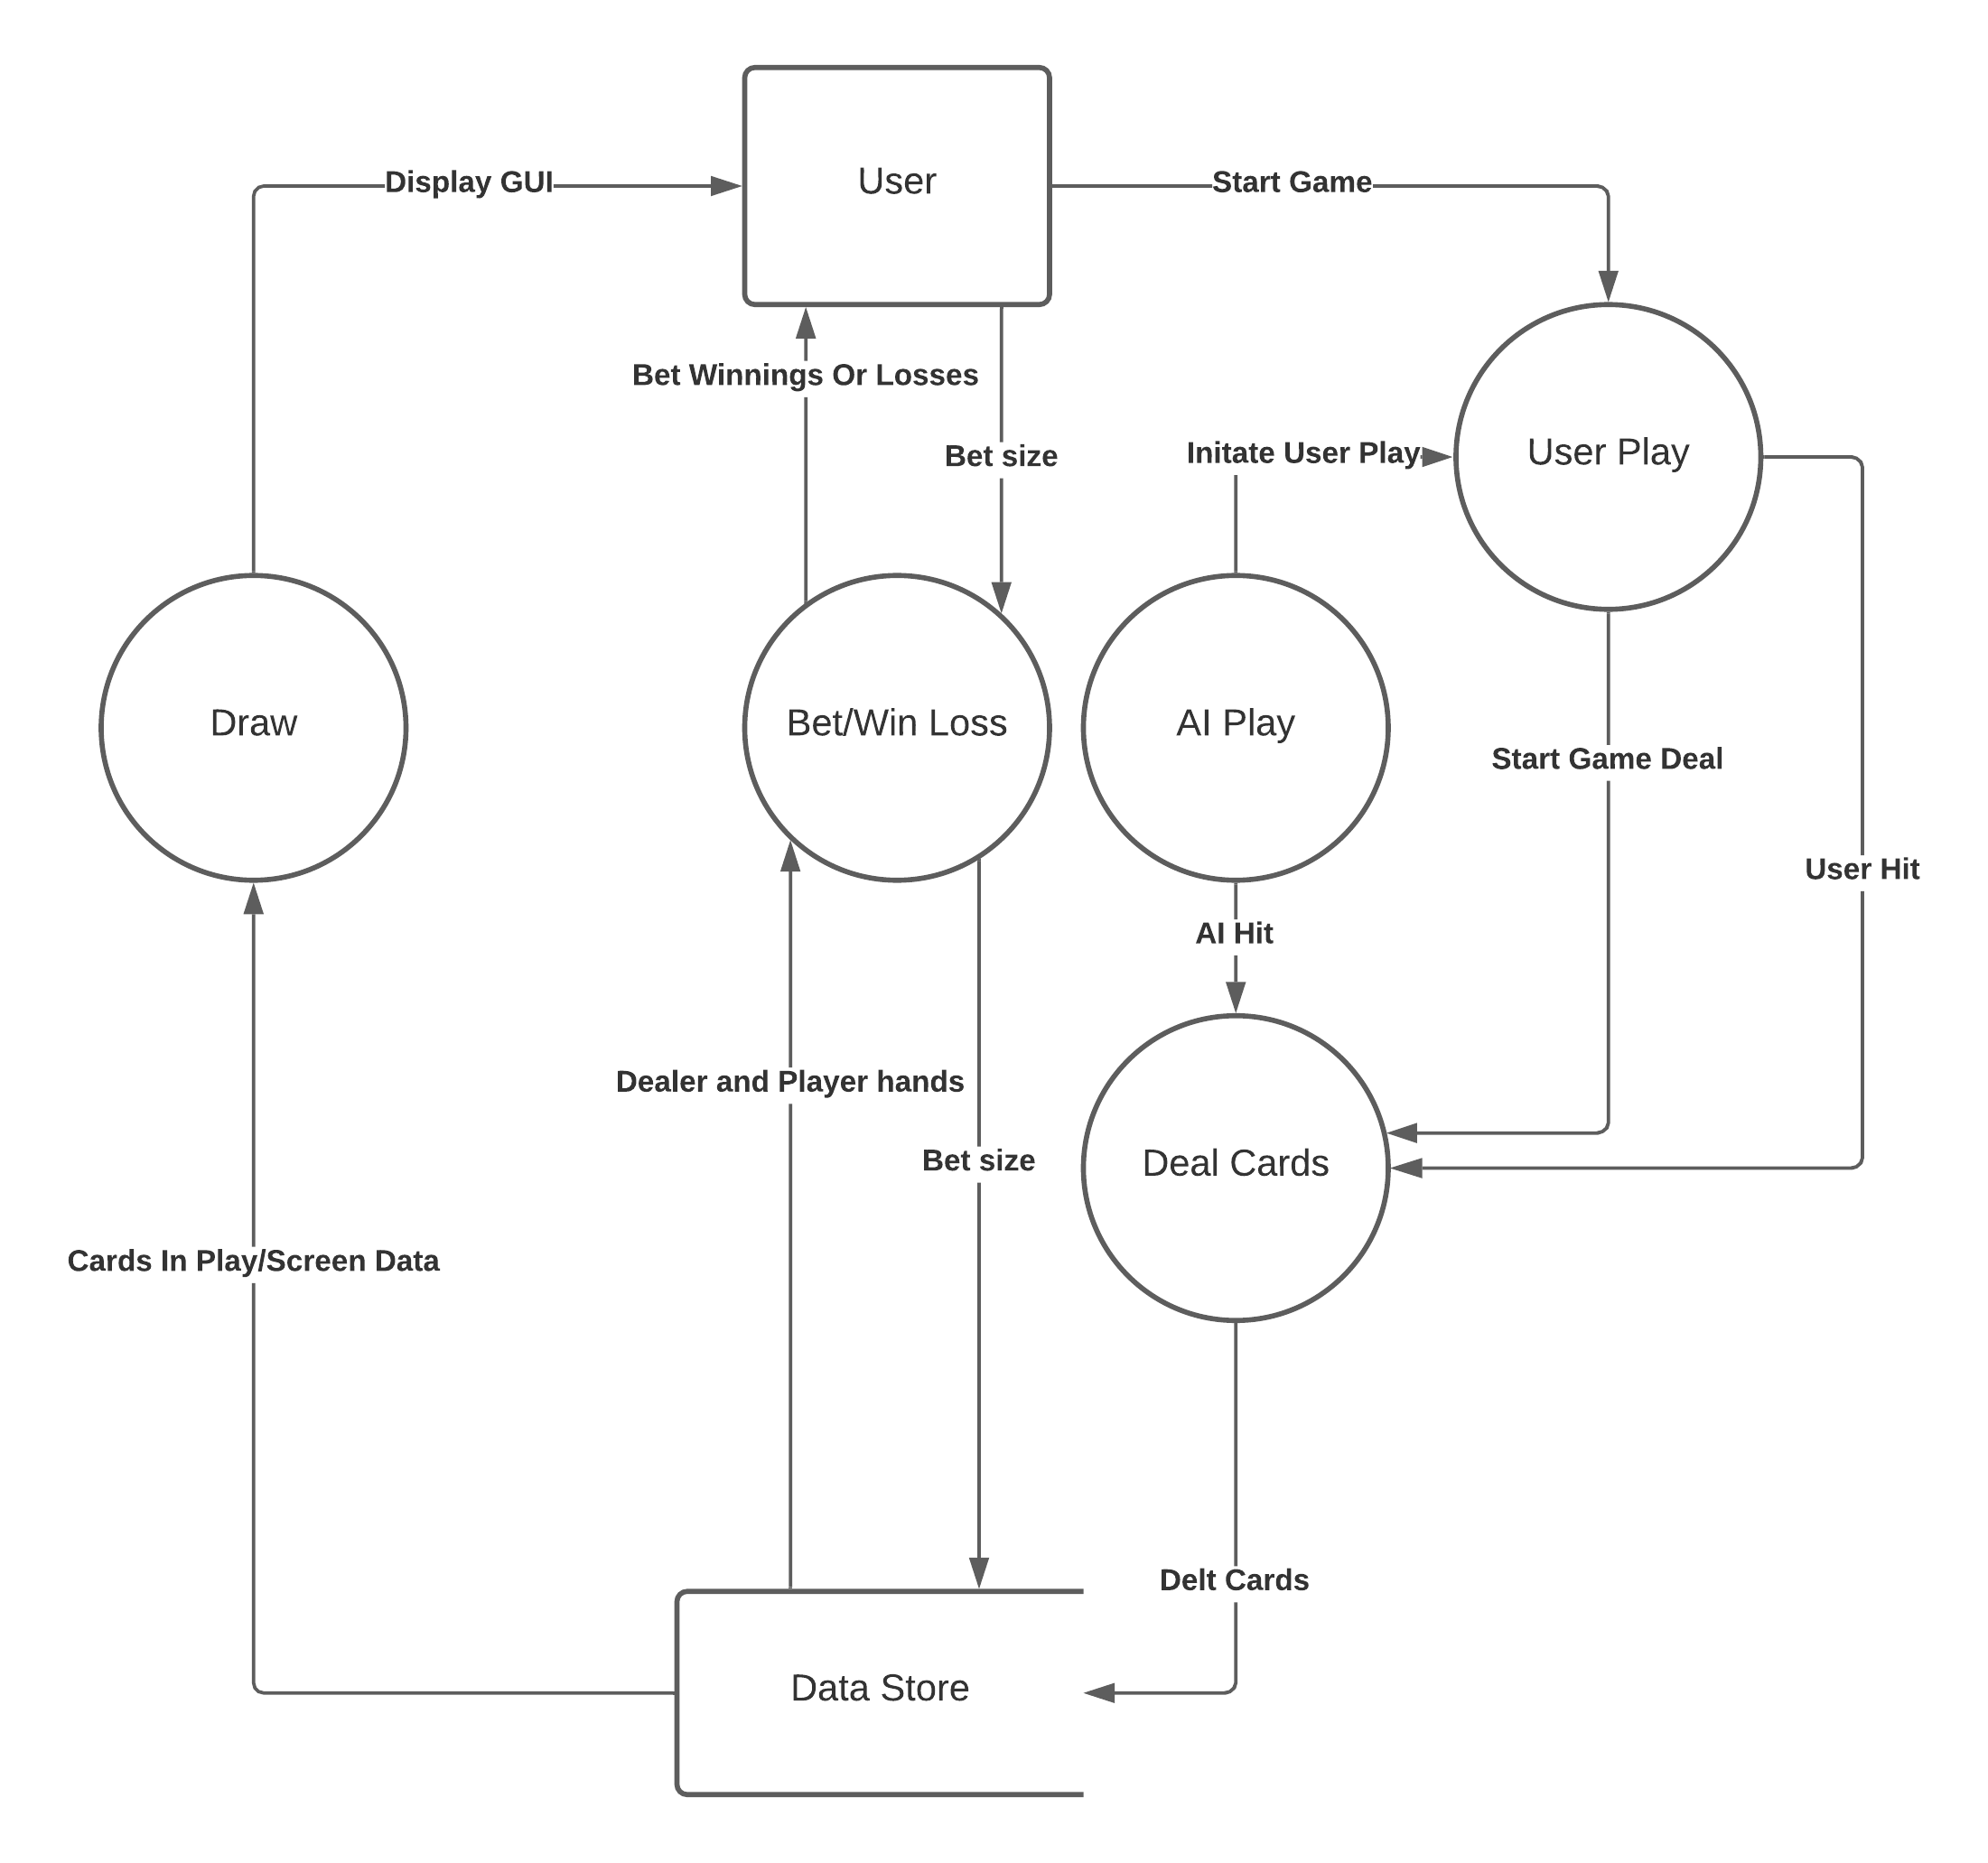 User
Display GUI
Start Game
Bet Winnings Or Losses
Bet size
Initate User Play
User Play
Draw
Bet/Win Loss
AI Play
Start Game Deal
User Hit
AI Hit
Dealer and Player hands
Bet size
Deal Cards
Cards In Play/Screen Data
Delt Cards
Data Store